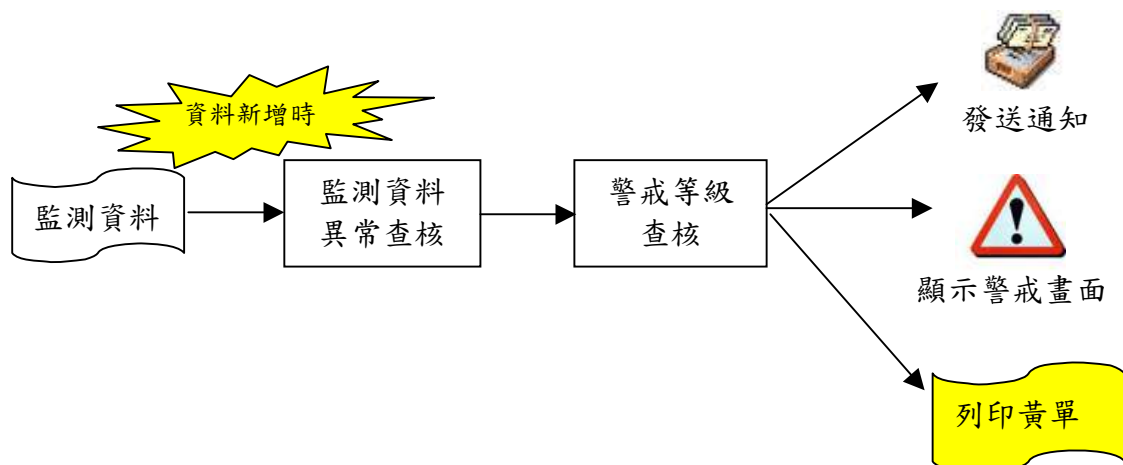 資料新增時
監測資料
監測資料
異常查核
警戒等級
查核
發送通知
顯示警戒畫面
列印黃單